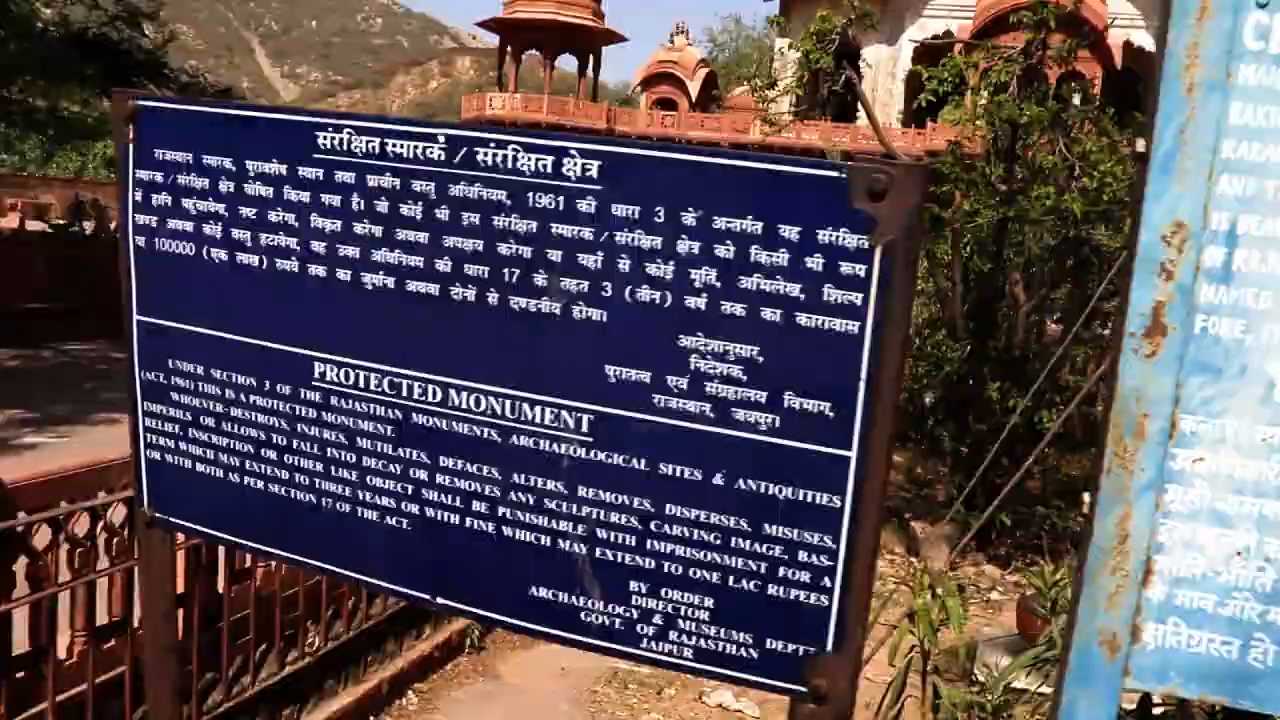 संरक्षित स्मारक / संरक्षित क्षेत्र
राजस्थान स्मारक, पुरावशेष स्थान तथा प्राचीन वस्तु अधिनियम, 1961 की धारा 3 के अन्तर्गत यह संरक्षित
स्मारक / संरक्षित क्षेत्र घोषित किया गया है। जो कोई भी इस संरक्षित स्मारक / संरक्षित क्षेत्र को किसी भी रूप
में हानि पहुंचायेगा, नष्ट करेगा, विकृत करेगा अथवा अपक्षय करेगा या यहाँ से कोई मूर्ति, अभिलेख, शिल्प
खण्ड अथवा कोई वस्तु हटायेगा, वह उक्त अधिनियम की धारा 17 के तहत 3 (तीन) वर्ष तक का कारावास
या 100000 (एक लाख) रूपये तक का जुर्माना अथवा दोनों से दण्डनीय होगा।
आदेशानुसार,
निदेशक,
पुरातत्व एवं संग्रहालय विभाग,
राजस्थान, जयपुर।
PROTECTED MONUMENT
UNDER SECTION 3 OF THE RAJASTHAN MONUMENTS, ARCHAEOLOGICAL SITES & ANTIQUITIES
(ACT, 1961) THIS IS A PROTECTED MONUMENT.
WHOEVER-DESTROYS, INJURES, MUTILATES, DEFACES, ALTERS, REMOVES, DISPERSES, MISUSES,
IMPERILS OR ALLOWS TO FALL INTO DECAY OR REMOVES ANY SCULPTURES, CARVING IMAGE, BAS-
RELIEF, INSCRIPTION OR OTHER LIKE OBJECT SHALL BE PUNISHABLE WITH IMPRISONMENT FOR A
TERM WHICH MAY EXTEND TO THREE YEARS OR WITH FINE WHICH MAY EXTEND TO ONE LAC RUPEES
OR WITH BOTH AS PER SECTION 17 OF THE ACT.
BY ORDER
DIRECTOR
ARCHAEOLOGY & MUSEUMS DEPTT.
GOVT. OF RAJASTHAN
JAIPUR
AND T
IS BEA
OF RAJ
NAMED
FORE,
क्षतिग्रस्त हो